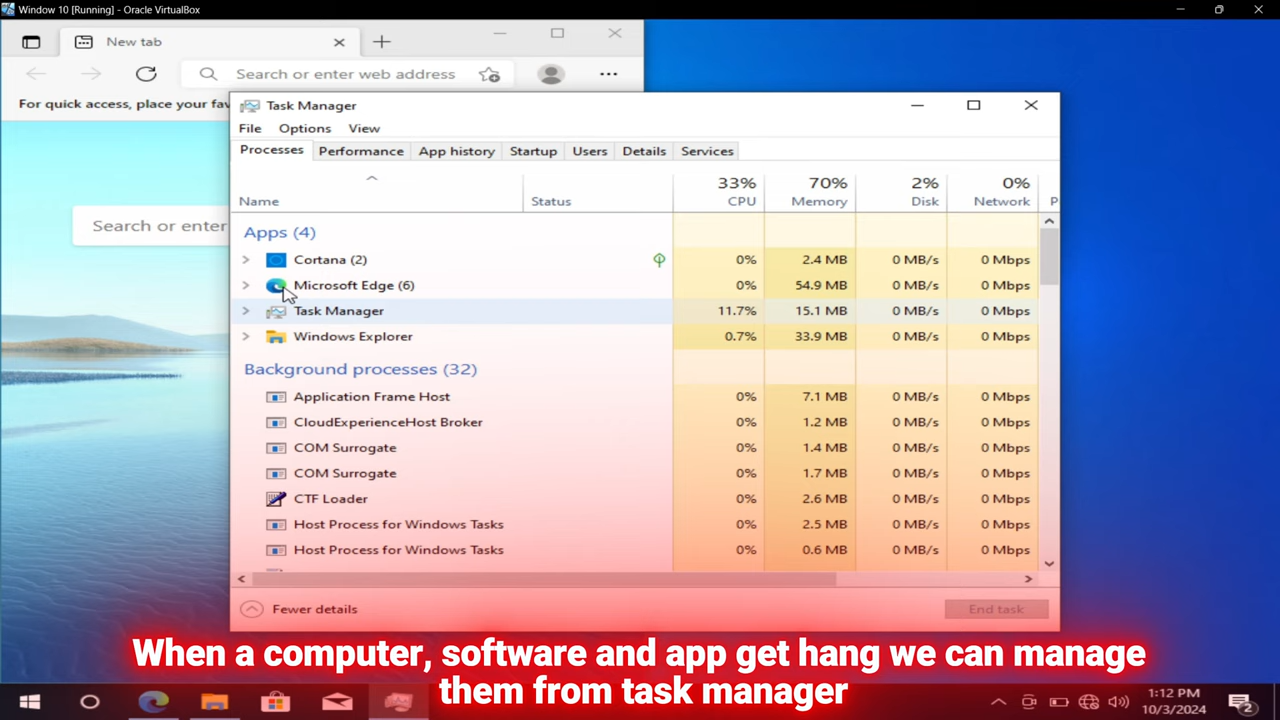 Window 10 [Running] - Oracle VirtualBox
New tab
Search or enter web address
For quick access, place your fav
Search or enter
Task Manager
File Options View
Processes Performance App history Startup Users Details Services
33% 70% 2% 0%
Name Status CPU Memory Disk Network P
Apps (4)
Cortana (2) 0% 2.4 MB 0 MB/s 0 Mbps
Microsoft Edge (6) 0% 54.9 MB 0 MB/s 0 Mbps
Task Manager 11.7% 15.1 MB 0 MB/s 0 Mbps
Windows Explorer 0.7% 33.9 MB 0 MB/s 0 Mbps
Background processes (32)
Application Frame Host 0% 7.1 MB 0 MB/s 0 Mbps
CloudExperienceHost Broker 0% 1.2 MB 0 MB/s 0 Mbps
COM Surrogate 0% 1.4 MB 0 MB/s 0 Mbps
COM Surrogate 0% 1.7 MB 0 MB/s 0 Mbps
CTF Loader 0% 2.6 MB 0 MB/s 0 Mbps
Host Process for Windows Tasks 0% 2.5 MB 0 MB/s 0 Mbps
Host Process for Windows Tasks 0% 0.6 MB 0 MB/s 0 Mbps
Fewer details End task
When a computer, software and app get hang we can manage
them from task manager
1:12 PM
10/3/2024
2